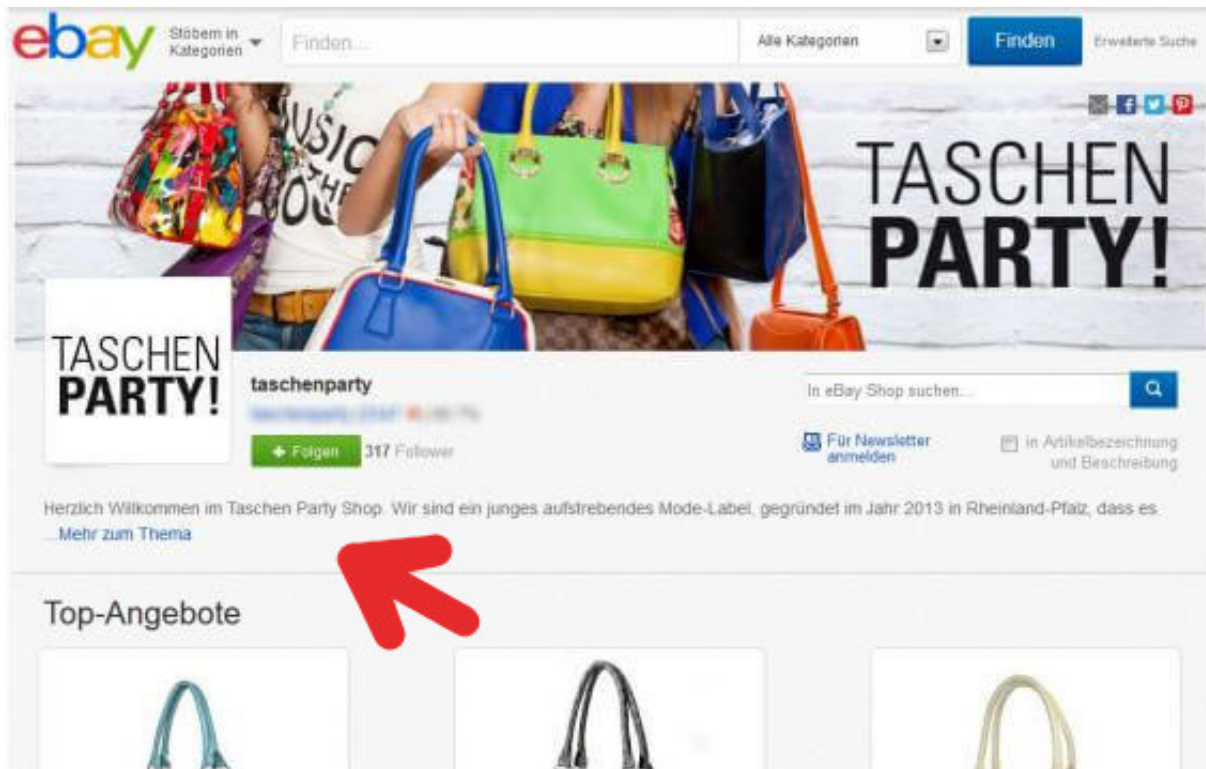 ebay
Stöbern in
Kategorien
Finden...
Alle Kategorien
Finden
Erweiterte Suche
MUSIC
TASCHEN
PARTY!
TASCHEN
PARTY!
taschenparty
In eBay Shop suchen...
+ Folgen 317 Follower
Für Newsletter
anmelden
in Artikelbezeichnung
und Beschreibung
Herzlich Willkommen im Taschen Party Shop. Wir sind ein junges aufstrebendes Mode-Label, gegründet im Jahr 2013 in Rheinland-Pfalz, dass es
...Mehr zum Thema
Top-Angebote